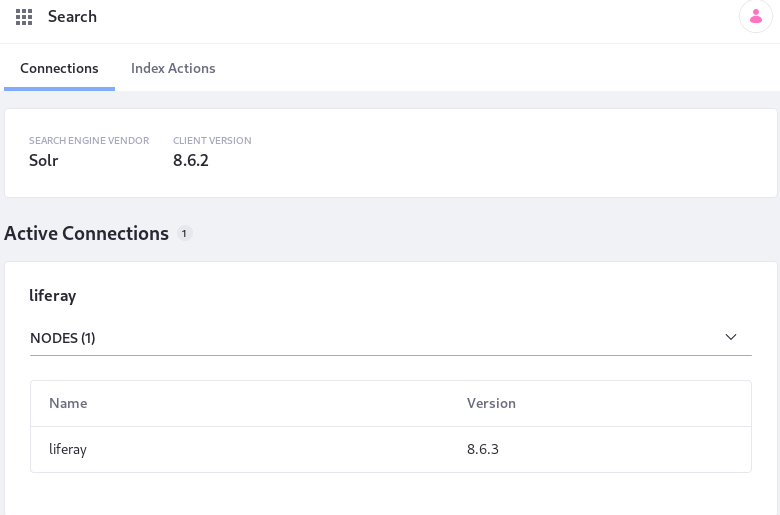 Search
Connections Index Actions
SEARCH ENGINE VENDOR CLIENT VERSION
Solr 8.6.2
Active Connections 1
liferay
NODES (1)
Name Version
liferay 8.6.3